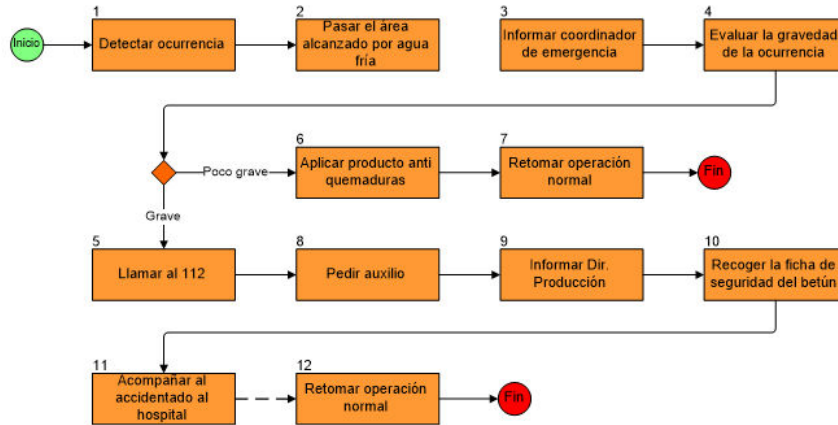 1
2
3
4
Inicio
Detectar ocurrencia
Pasar el área
alcanzado por agua
fría
Informar coordinador
de emergencia
Evaluar la gravedad
de la ocurrencia
6
7
Poco grave
Aplicar producto anti
quemaduras
Retomar operación
normal
Fin
Grave
5
8
9
10
Llamar al 112
Pedir auxilio
Informar Dir.
Producción
Recoger la ficha de
seguridad del betún
11
12
Acompañar al
accidentado al
hospital
Retomar operación
normal
Fin